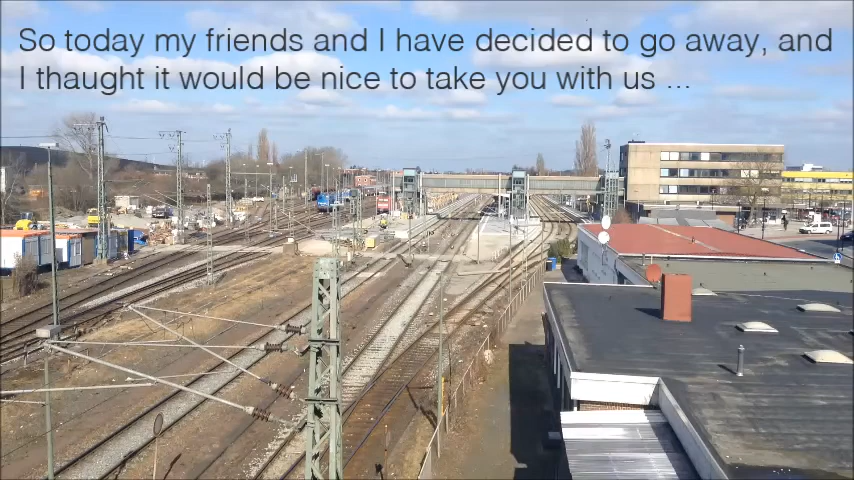 So today my friends and I have decided to go away, and
I thaught it would be nice to take you with us ...